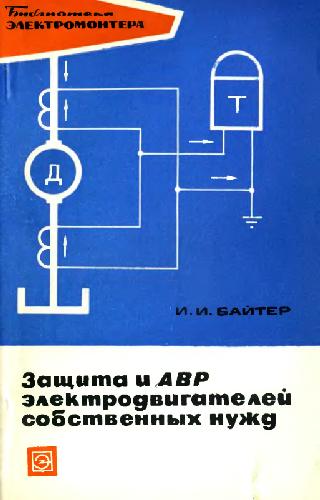 Библиотека
ЭЛЕКТРОМОНТЕРА
Т
Д
И. И. БАЙТЕР
Защита и АВР
электродвигателей
собственных нужд
Э